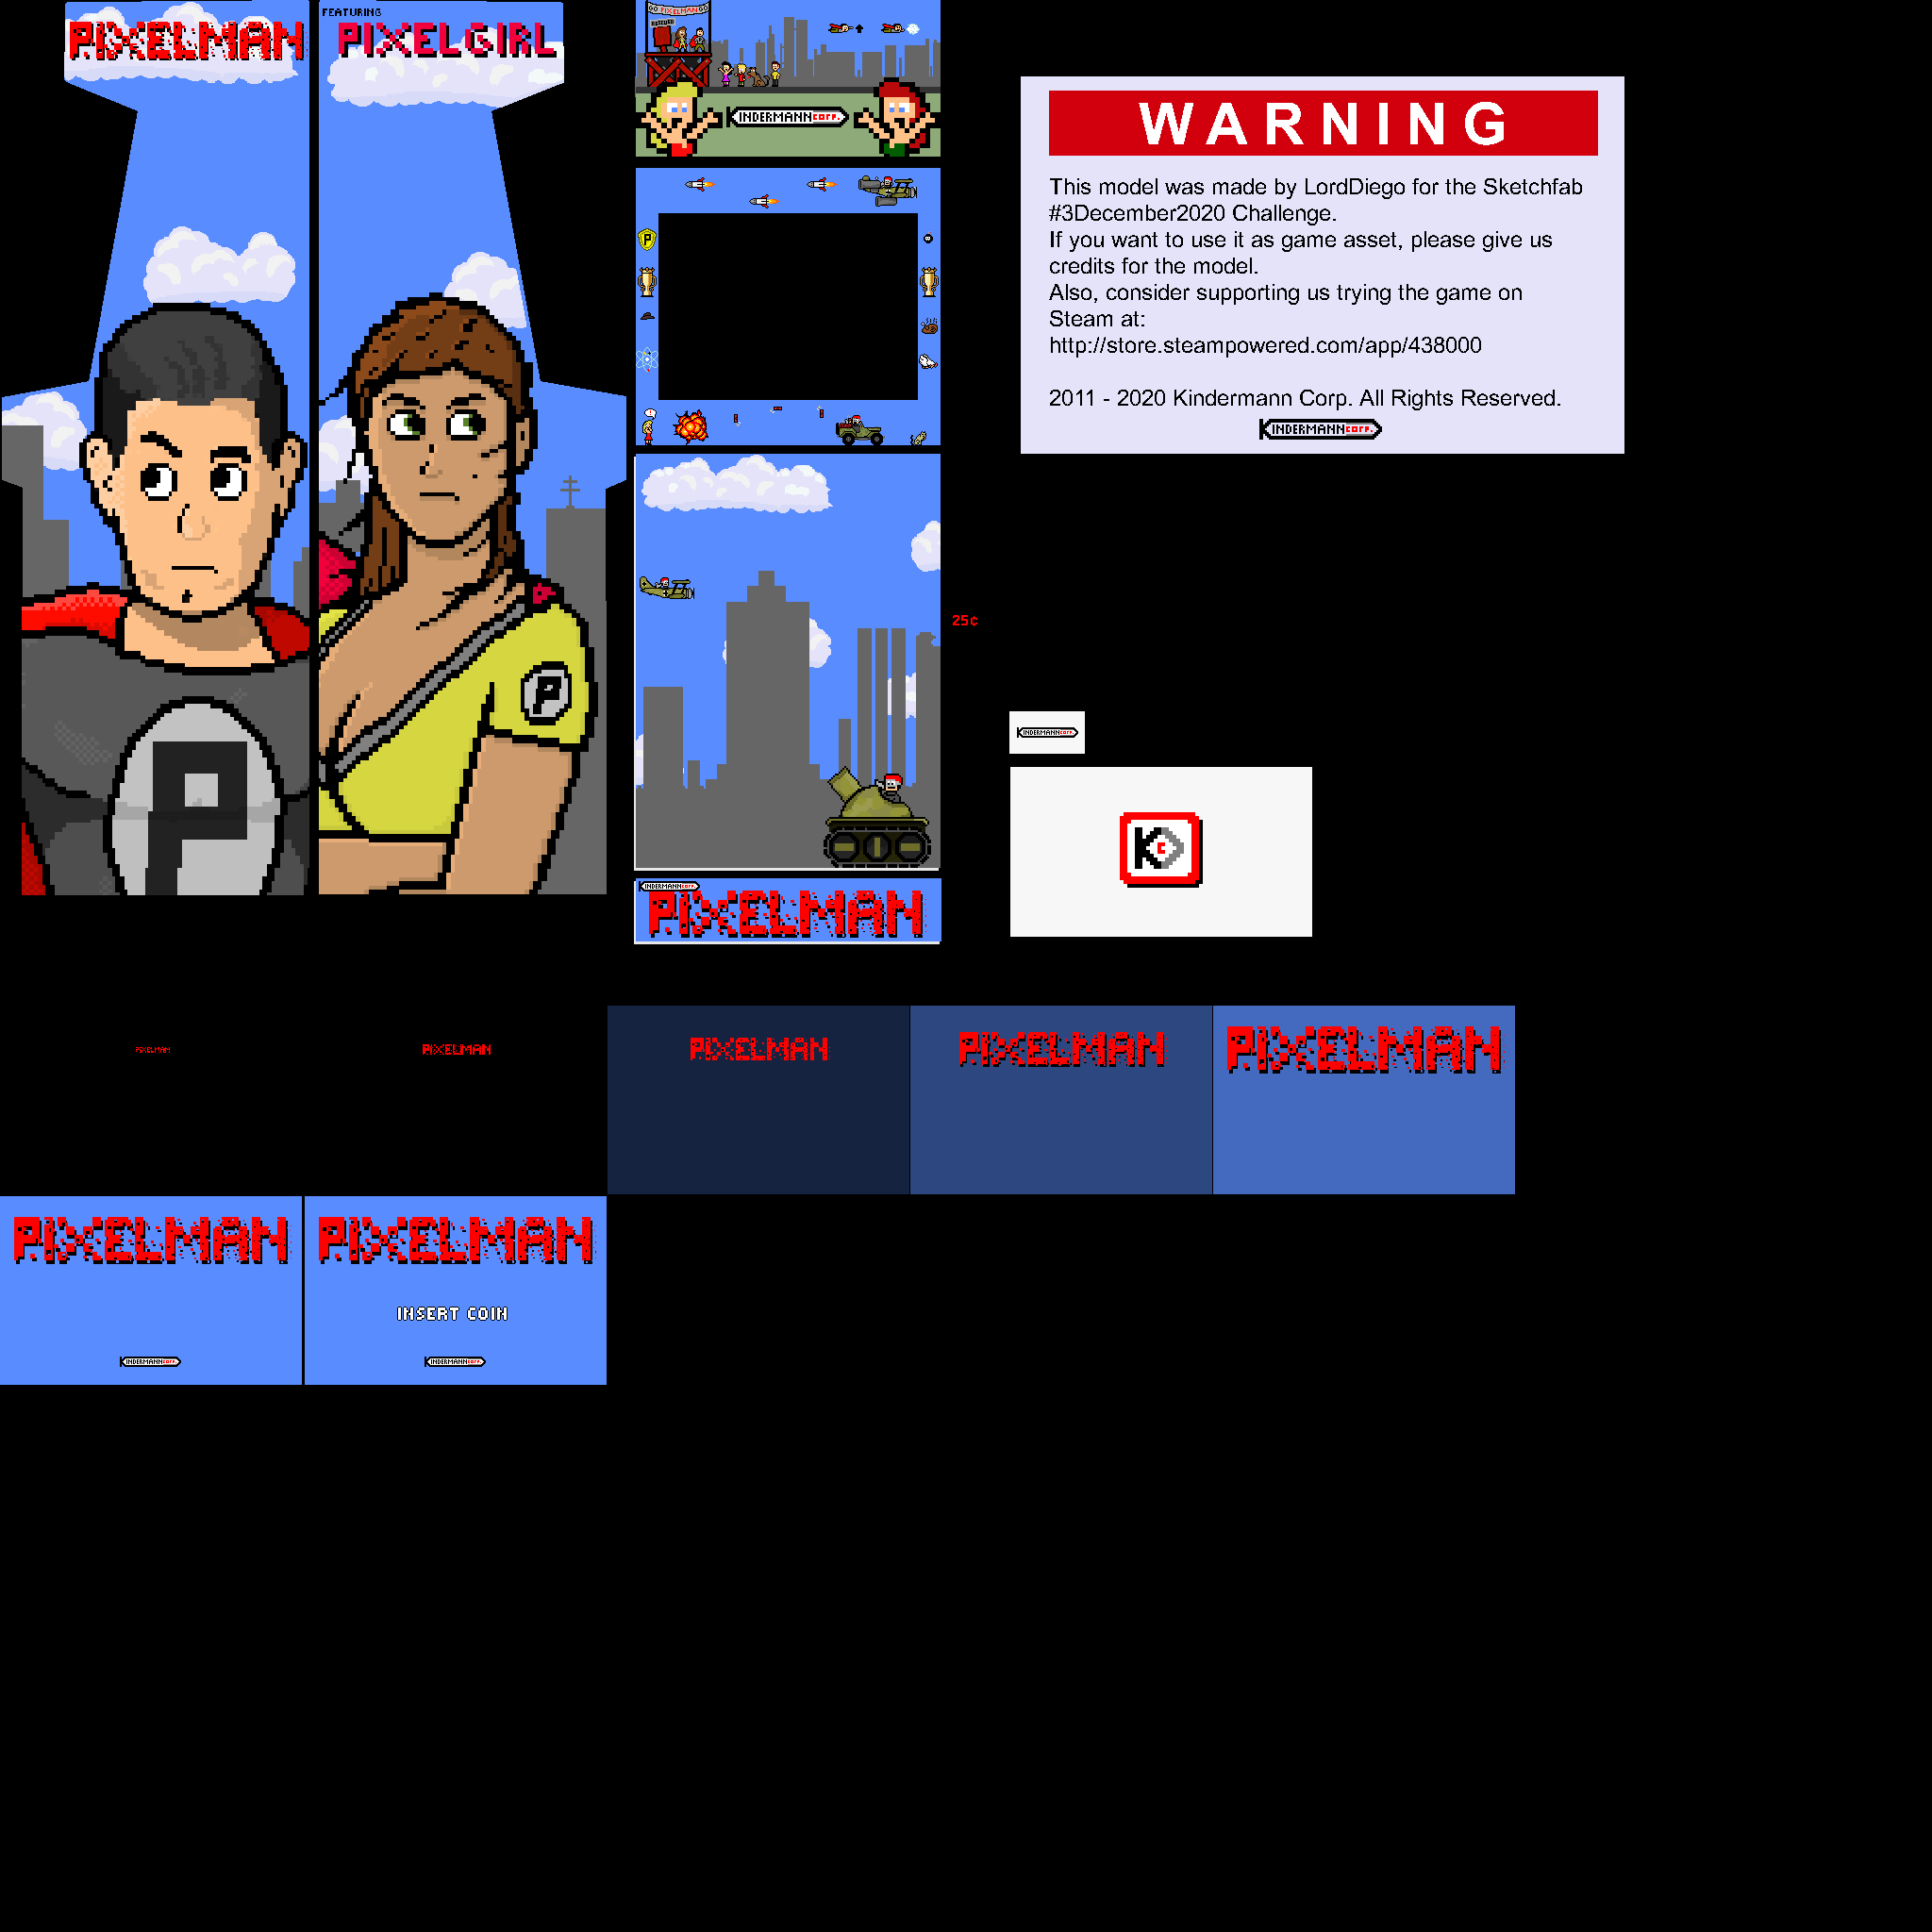 PIXELMAN
FEATURING
PIXELGIRL
GO PIXELMAN GO
KINDERMANN corp.
P
25¢
P
P
KINDERMANN corp.
PIXELMAN
WARNING
This model was made by LordDiego for the Sketchfab
#3December2020 Challenge.
If you want to use it as game asset, please give us
credits for the model.
Also, consider supporting us trying the game on
Steam at:
http://store.steampowered.com/app/438000
2011 - 2020 Kindermann Corp. All Rights Reserved.
KINDERMANN corp.
KINDERMANN corp.
K C
PIXELMAN
PIXELMAN
PIXELMAN
PIXELMAN
PIXELMAN
PIXELMAN
KINDERMANN corp.
PIXELMAN
INSERT COIN
KINDERMANN corp.